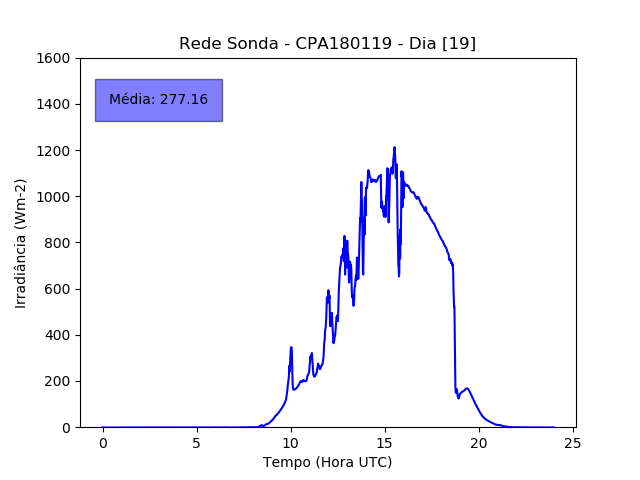 Rede Sonda - CPA180119 - Dia [19]
1600
1400
1200
1000
800
600
400
200
0
Média: 277.16
Irradiância (Wm-2)
0 5 10 15 20 25
Tempo (Hora UTC)